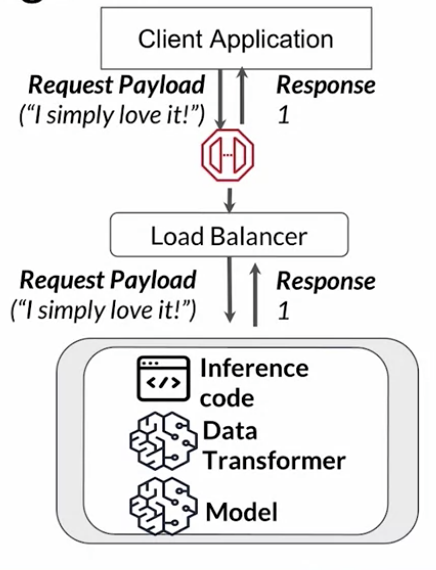 Client Application
Request Payload
("I simply love it!")
Response
1
Load Balancer
Request Payload
("I simply love it!")
Response
1
Inference
code
Data
Transformer
Model